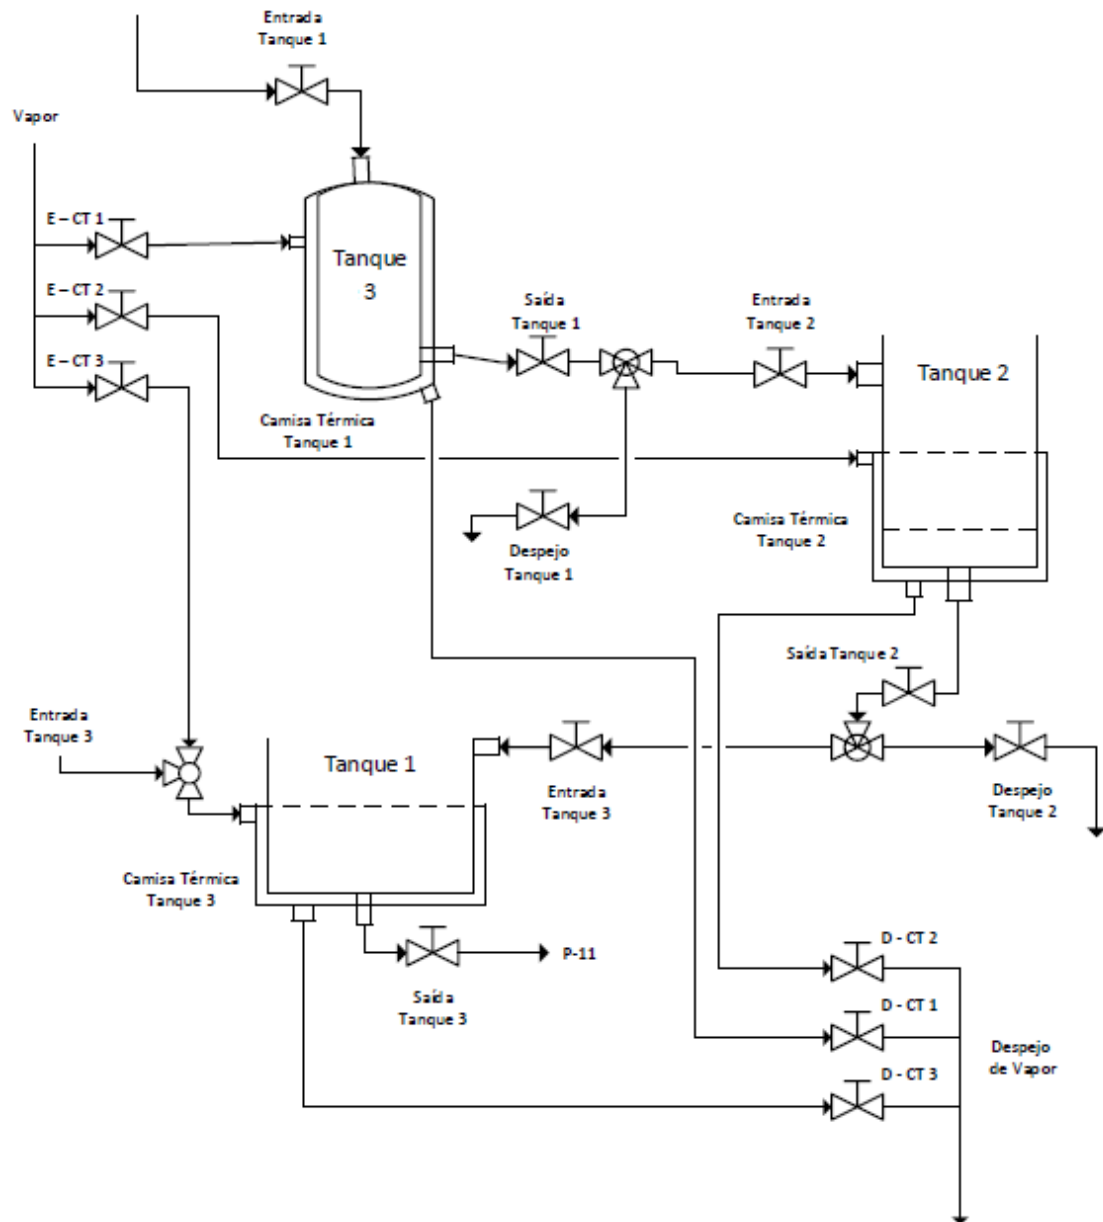 Entrada
Tanque 1
Vapor
E – CT 1
Tanque
3
E – CT 2
Saída
Tanque 1
Entrada
Tanque 2
E – CT 3
Tanque 2
Camisa Térmica
Tanque 1
Camisa Térmica
Tanque 2
Despejo
Tanque 1
Saída Tanque 2
Entrada
Tanque 3
Tanque 1
Entrada
Tanque 3
Despejo
Tanque 2
Camisa Térmica
Tanque 3
D - CT 2
P-11
Saída
Tanque 3
D - CT 1
Despejo
de Vapor
D - CT 3